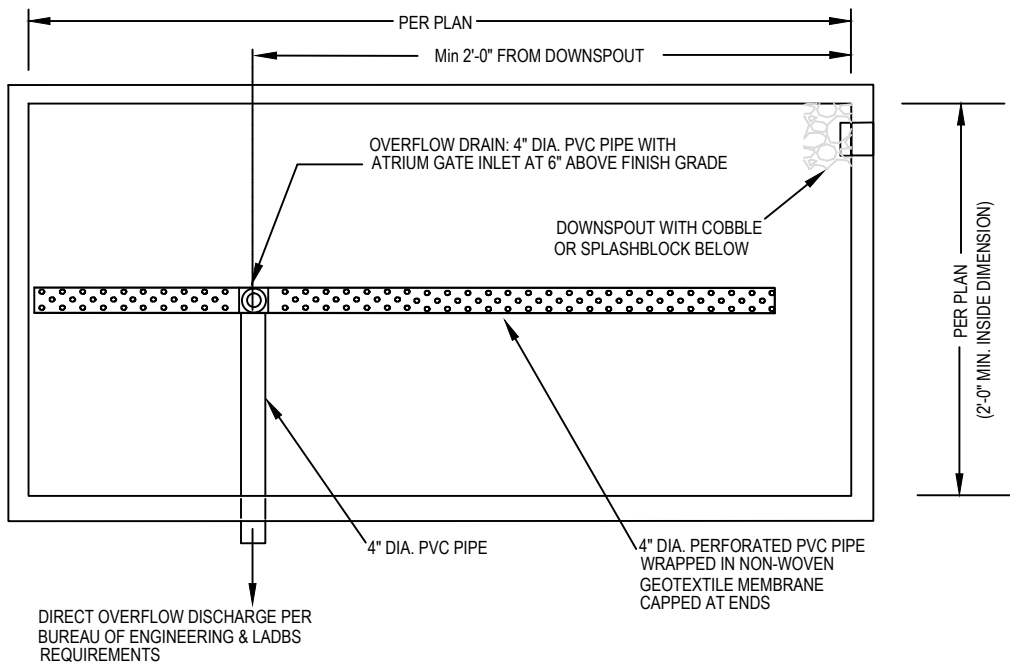 PER PLAN
Min 2'-0" FROM DOWNSPOUT
OVERFLOW DRAIN: 4" DIA. PVC PIPE WITH
ATRIUM GATE INLET AT 6" ABOVE FINISH GRADE
DOWNSPOUT WITH COBBLE
OR SPLASHBLOCK BELOW
PER PLAN
(2'-0" MIN. INSIDE DIMENSION)
4" DIA. PVC PIPE
4" DIA. PERFORATED PVC PIPE
WRAPPED IN NON-WOVEN
GEOTEXTILE MEMBRANE
CAPPED AT ENDS
DIRECT OVERFLOW DISCHARGE PER
BUREAU OF ENGINEERING & LADBS
REQUIREMENTS